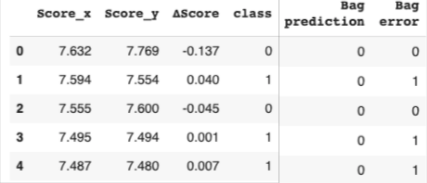 Score_x Score_y ΔScore class Bag prediction Bag error
0 7.632 7.769 -0.137 0 0 0
1 7.594 7.554 0.040 1 0 1
2 7.555 7.600 -0.045 0 0 0
3 7.495 7.494 0.001 1 0 1
4 7.487 7.480 0.007 1 0 1